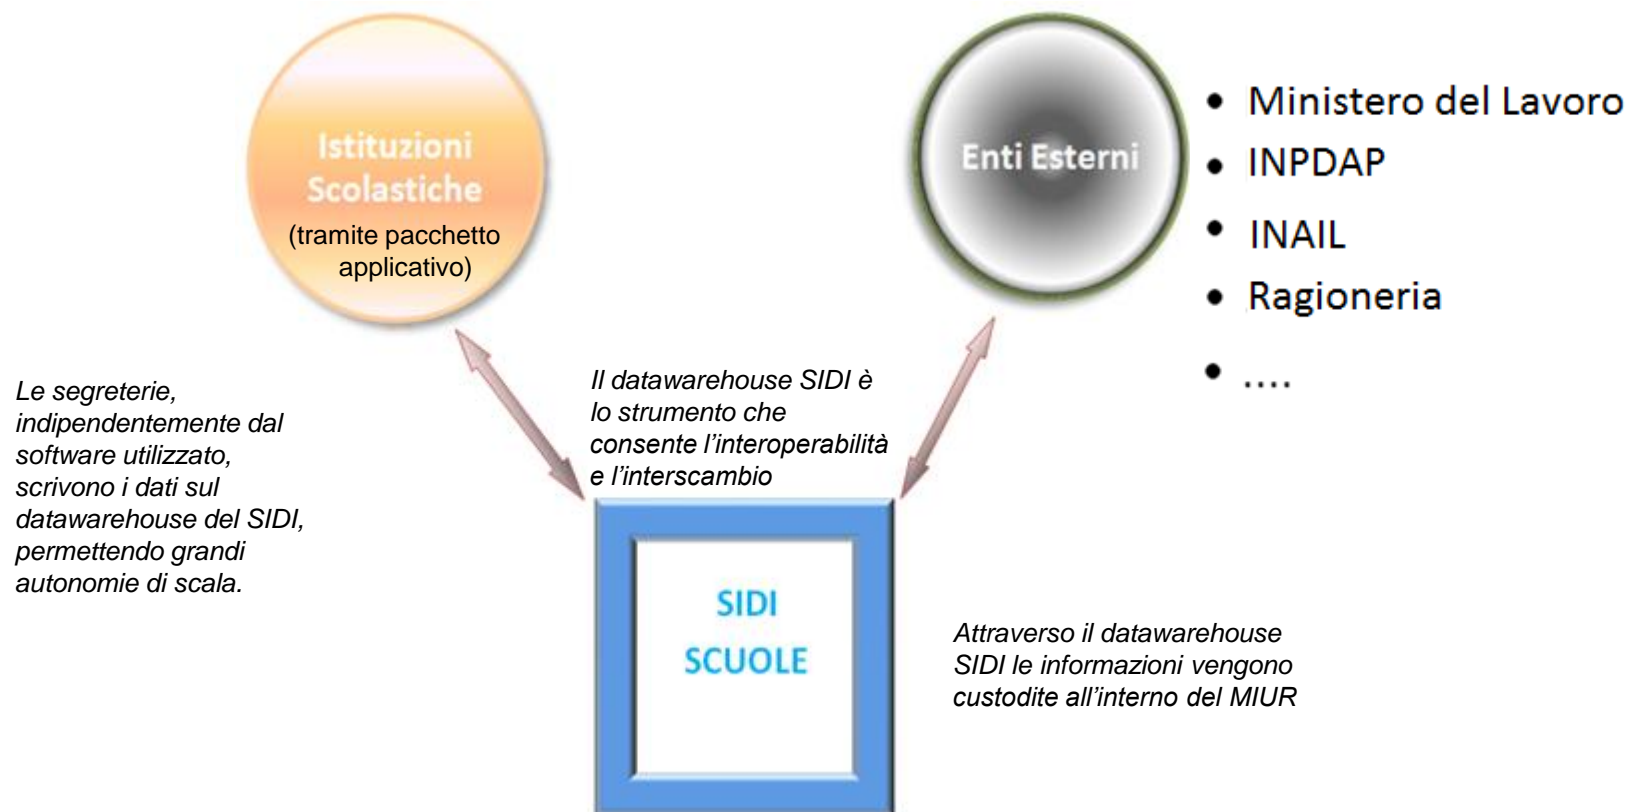 Istituzioni
Scolastiche
(tramite pacchetto
applicativo)
Enti Esterni
• Ministero del Lavoro
• INPDAP
• INAIL
• Ragioneria
• ....
Le segreterie,
indipendentemente dal
software utilizzato,
scrivono i dati sul
datawarehouse del SIDI,
permettendo grandi
autonomie di scala.
Il datawarehouse SIDI è
lo strumento che
consente l’interoperabilità
e l’interscambio
SIDI
SCUOLE
Attraverso il datawarehouse
SIDI le informazioni vengono
custodite all’interno del MIUR